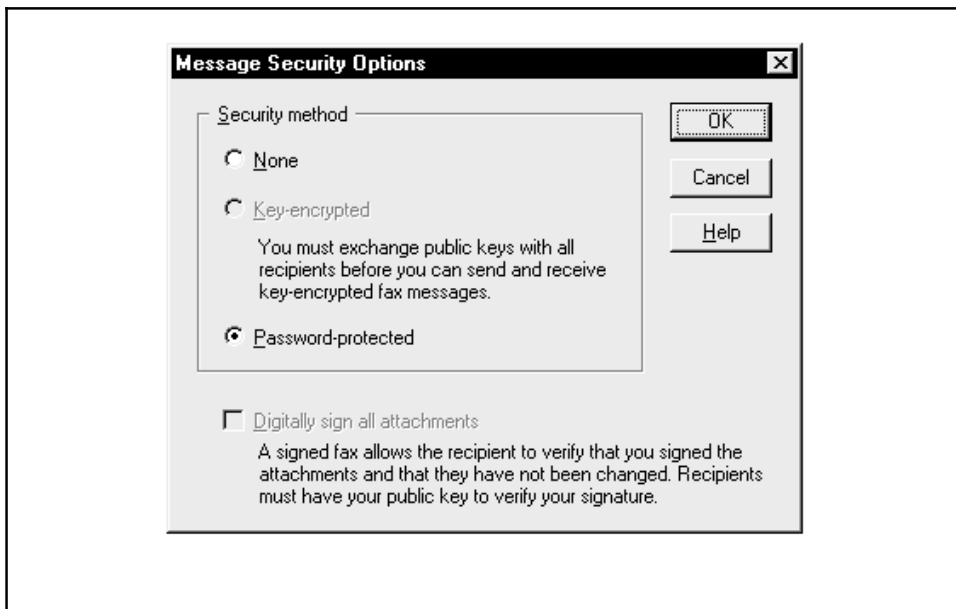 Message Security Options
Security method
None
Key-encrypted
You must exchange public keys with all
recipients before you can send and receive
key-encrypted fax messages.
Password-protected
OK
Cancel
Help
Digitally sign all attachments
A signed fax allows the recipient to verify that you signed the
attachments and that they have not been changed. Recipients
must have your public key to verify your signature.